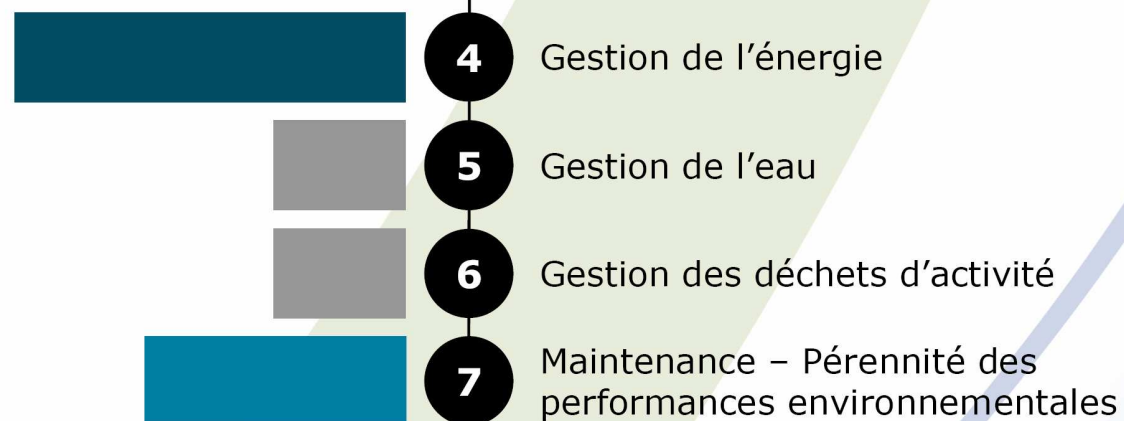 4 Gestion de l’énergie
5 Gestion de l’eau
6 Gestion des déchets d’activité
7 Maintenance – Pérennité des
performances environnementales